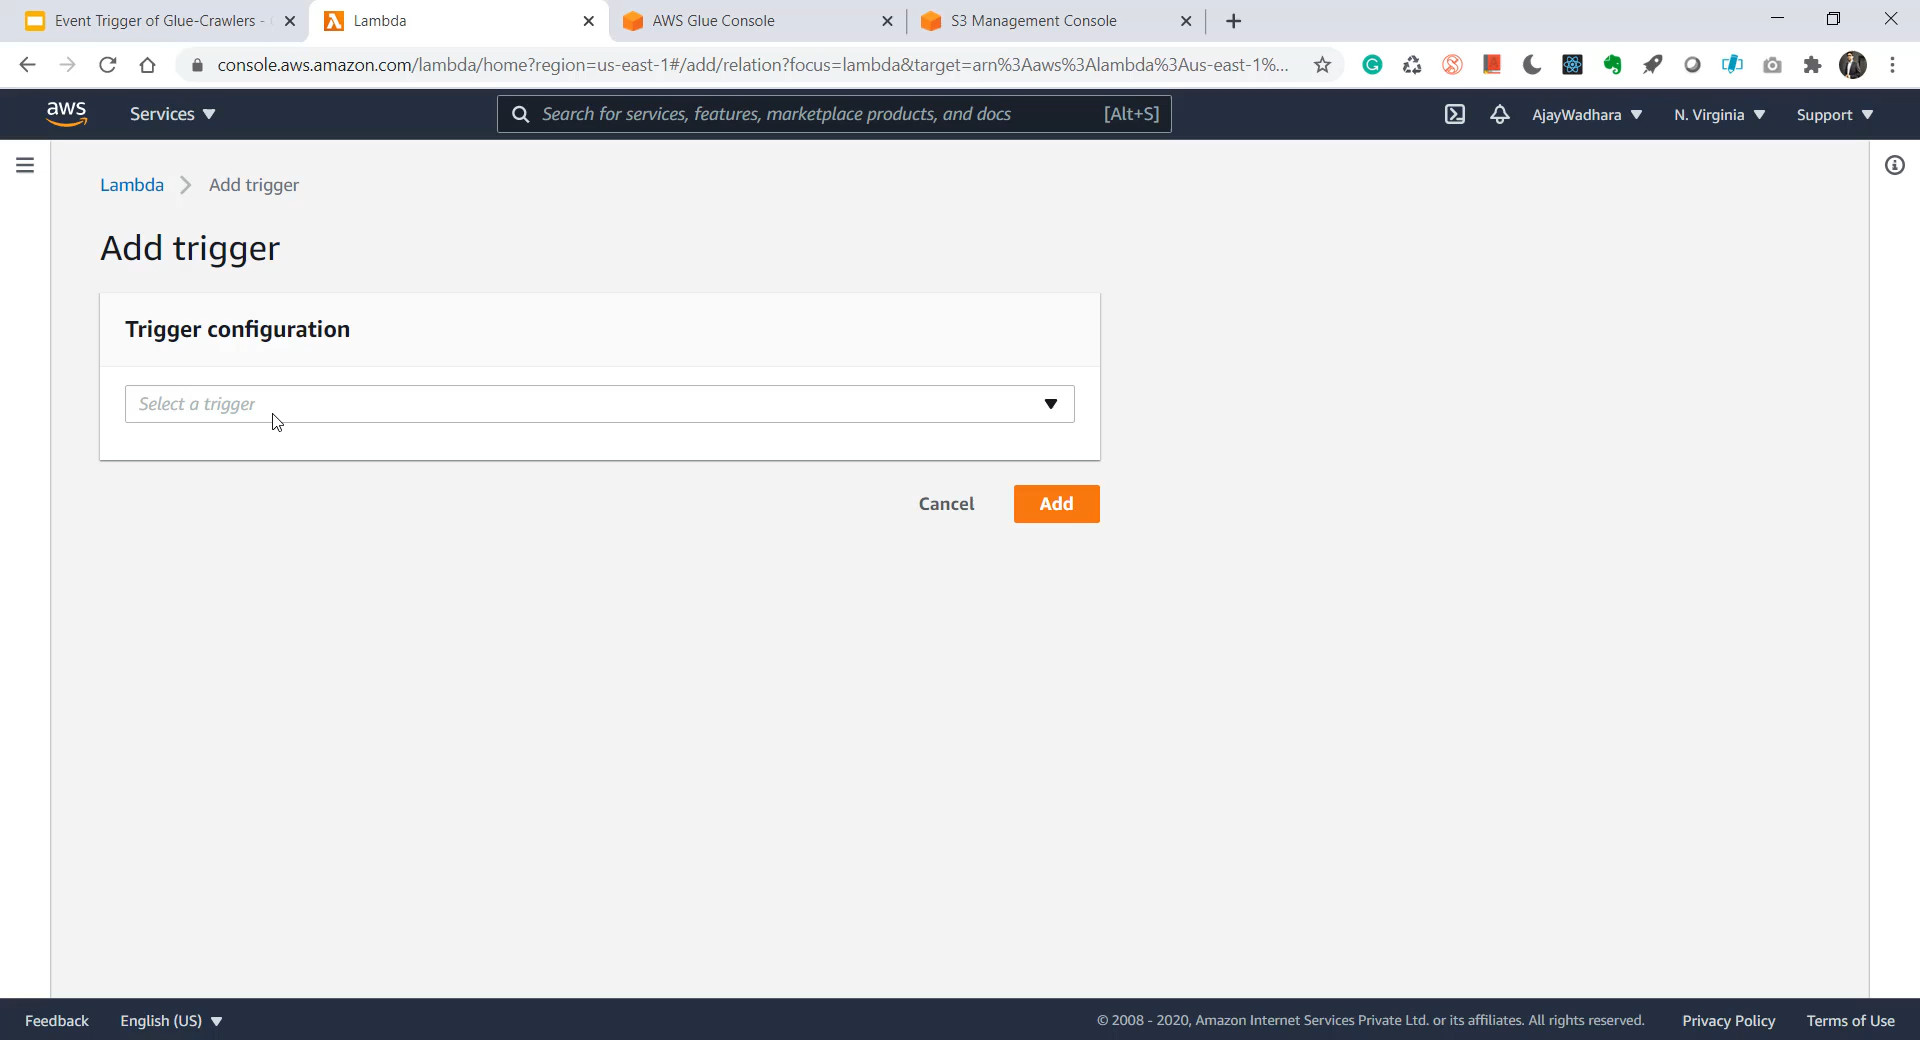 Event Trigger of Glue-Crawlers -
Lambda
AWS Glue Console
S3 Management Console
console.aws.amazon.com/lambda/home?region=us-east-1#/add/relation?focus=lambda&target=arn%3Aaws%3Alambda%3Aus-east-1%...
aws
Services
Search for services, features, marketplace products, and docs
[Alt+S]
AjayWadhara
N. Virginia
Support
Lambda
Add trigger
Add trigger
Trigger configuration
Select a trigger
Cancel
Add
Feedback
English (US)
© 2008 - 2020, Amazon Internet Services Private Ltd. or its affiliates. All rights reserved.
Privacy Policy
Terms of Use